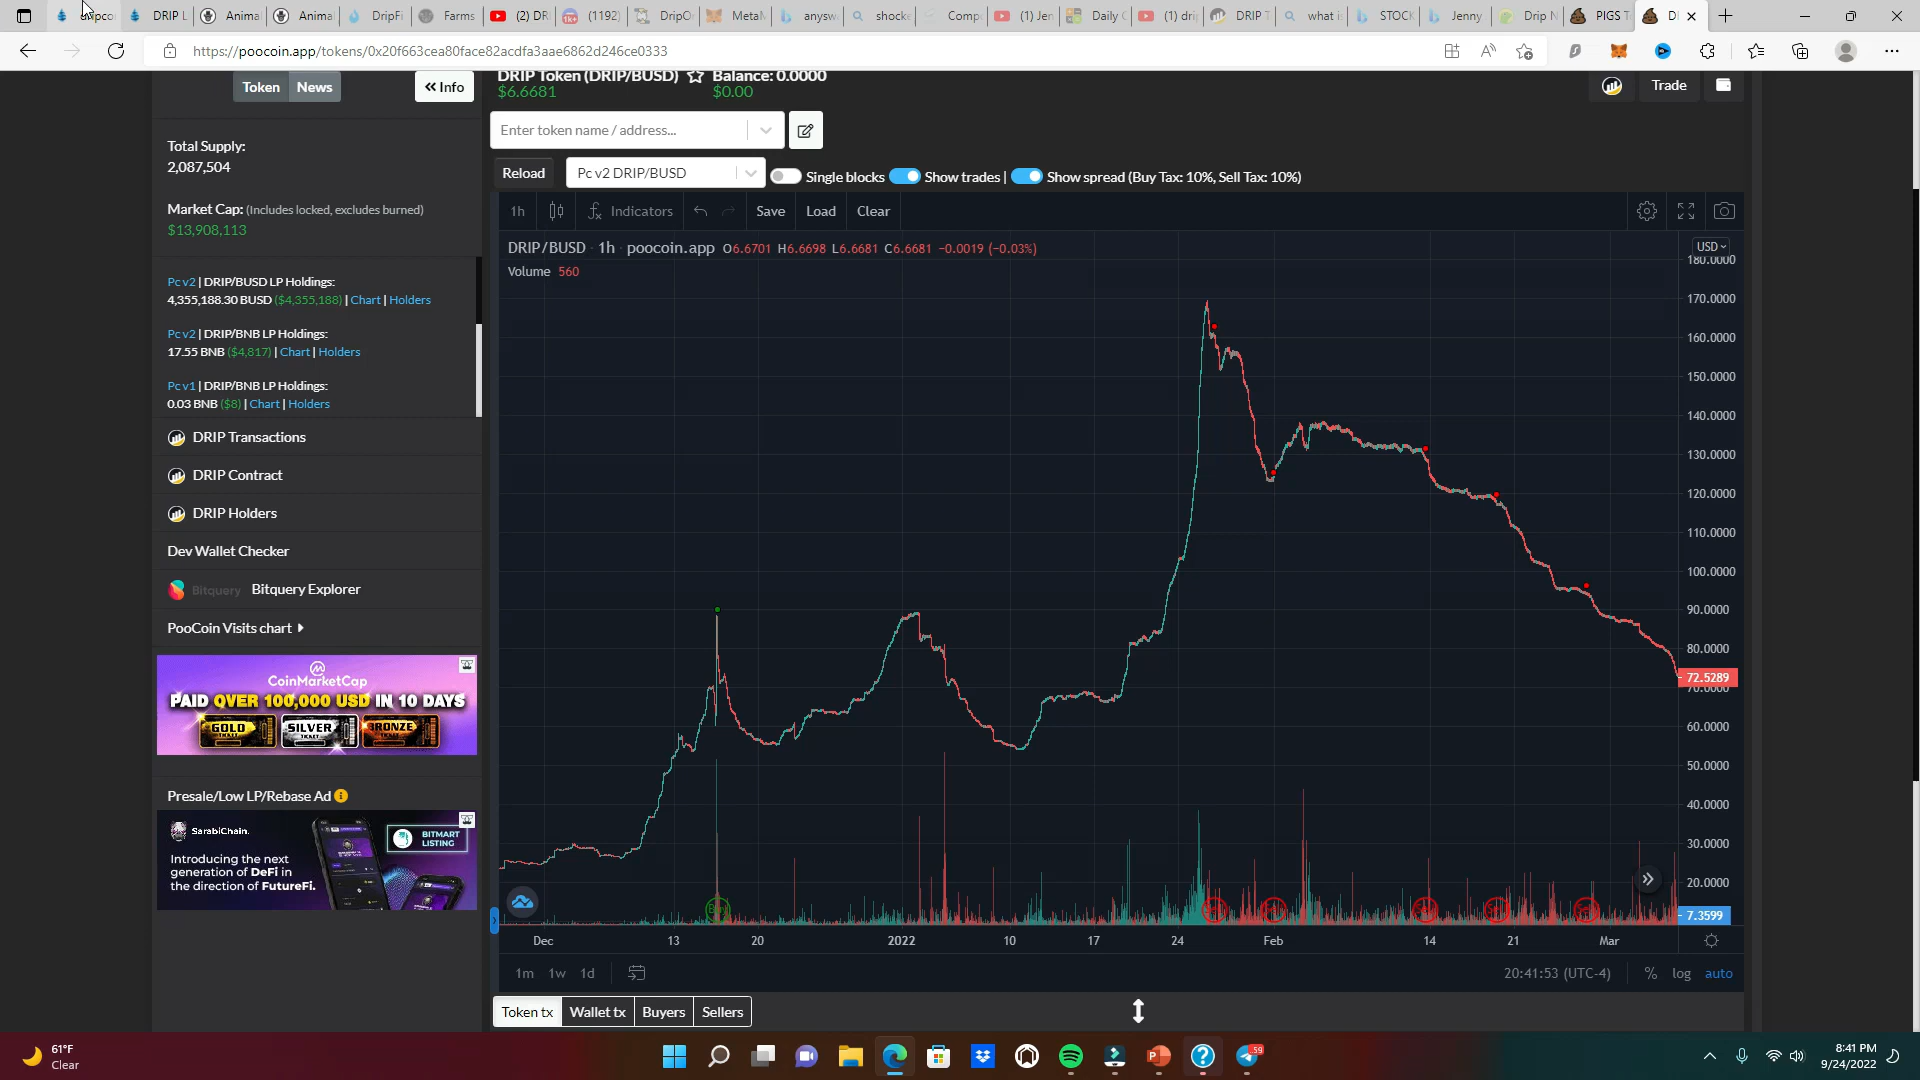 dripco
DRIP L
Anima
Anima
DripFi
Farms
(2) DR
(1192)
DripO
MetaM
anysw
shocke
Compo
(1) Jen
Daily C
(1) drip
DRIP T
what is
STOCK
Jenny
Drip N
PIGS T
https://poocoin.app/tokens/0x20f663cea80face82acdfa3aae6862d246ce0333
Token
News
Info
Total Supply:
2,087,504
Market Cap: (Includes locked, excludes burned)
$13,908,113
Pc v2 | DRIP/BUSD LP Holdings:
4,355,188.30 BUSD ($4,355,188) | Chart | Holders
Pc v2 | DRIP/BNB LP Holdings:
17.55 BNB ($4,817) | Chart | Holders
Pc v1 | DRIP/BNB LP Holdings:
0.03 BNB ($8) | Chart | Holders
DRIP Transactions
DRIP Contract
DRIP Holders
Dev Wallet Checker
Bitquery Bitquery Explorer
PooCoin Visits chart
CoinMarketCap
PAID OVER 100,000 USD IN 10 DAYS
GOLD TICKET
SILVER TICKET
BRONZE TICKET
Presale/Low LP/Rebase Ad
SarabiChain.
BITMART LISTING
Introducing the next
generation of DeFi in
the direction of FutureFi.
DRIP Token (DRIP/BUSD) Balance: 0.0000
$6.6681 $0.00
Trade
Enter token name / address...
Reload
Pc v2 DRIP/BUSD
Single blocks
Show trades |
Show spread (Buy Tax: 10%, Sell Tax: 10%)
1h
Indicators
Save
Load
Clear
DRIP/BUSD · 1h · poocoin.app O6.6701 H6.6698 L6.6681 C6.6681 −0.0019 (−0.03%)
Volume 560
USD
180.0000
170.0000
160.0000
150.0000
140.0000
130.0000
120.0000
110.0000
100.0000
90.0000
80.0000
72.5289
70.0000
60.0000
50.0000
40.0000
30.0000
20.0000
7.3599
Dec
13
20
2022
10
17
24
Feb
14
21
Mar
1m
1w
1d
20:41:53 (UTC-4)
%
log
auto
Token tx
Wallet tx
Buyers
Sellers
61°F
Clear
59
8:41 PM
9/24/2022